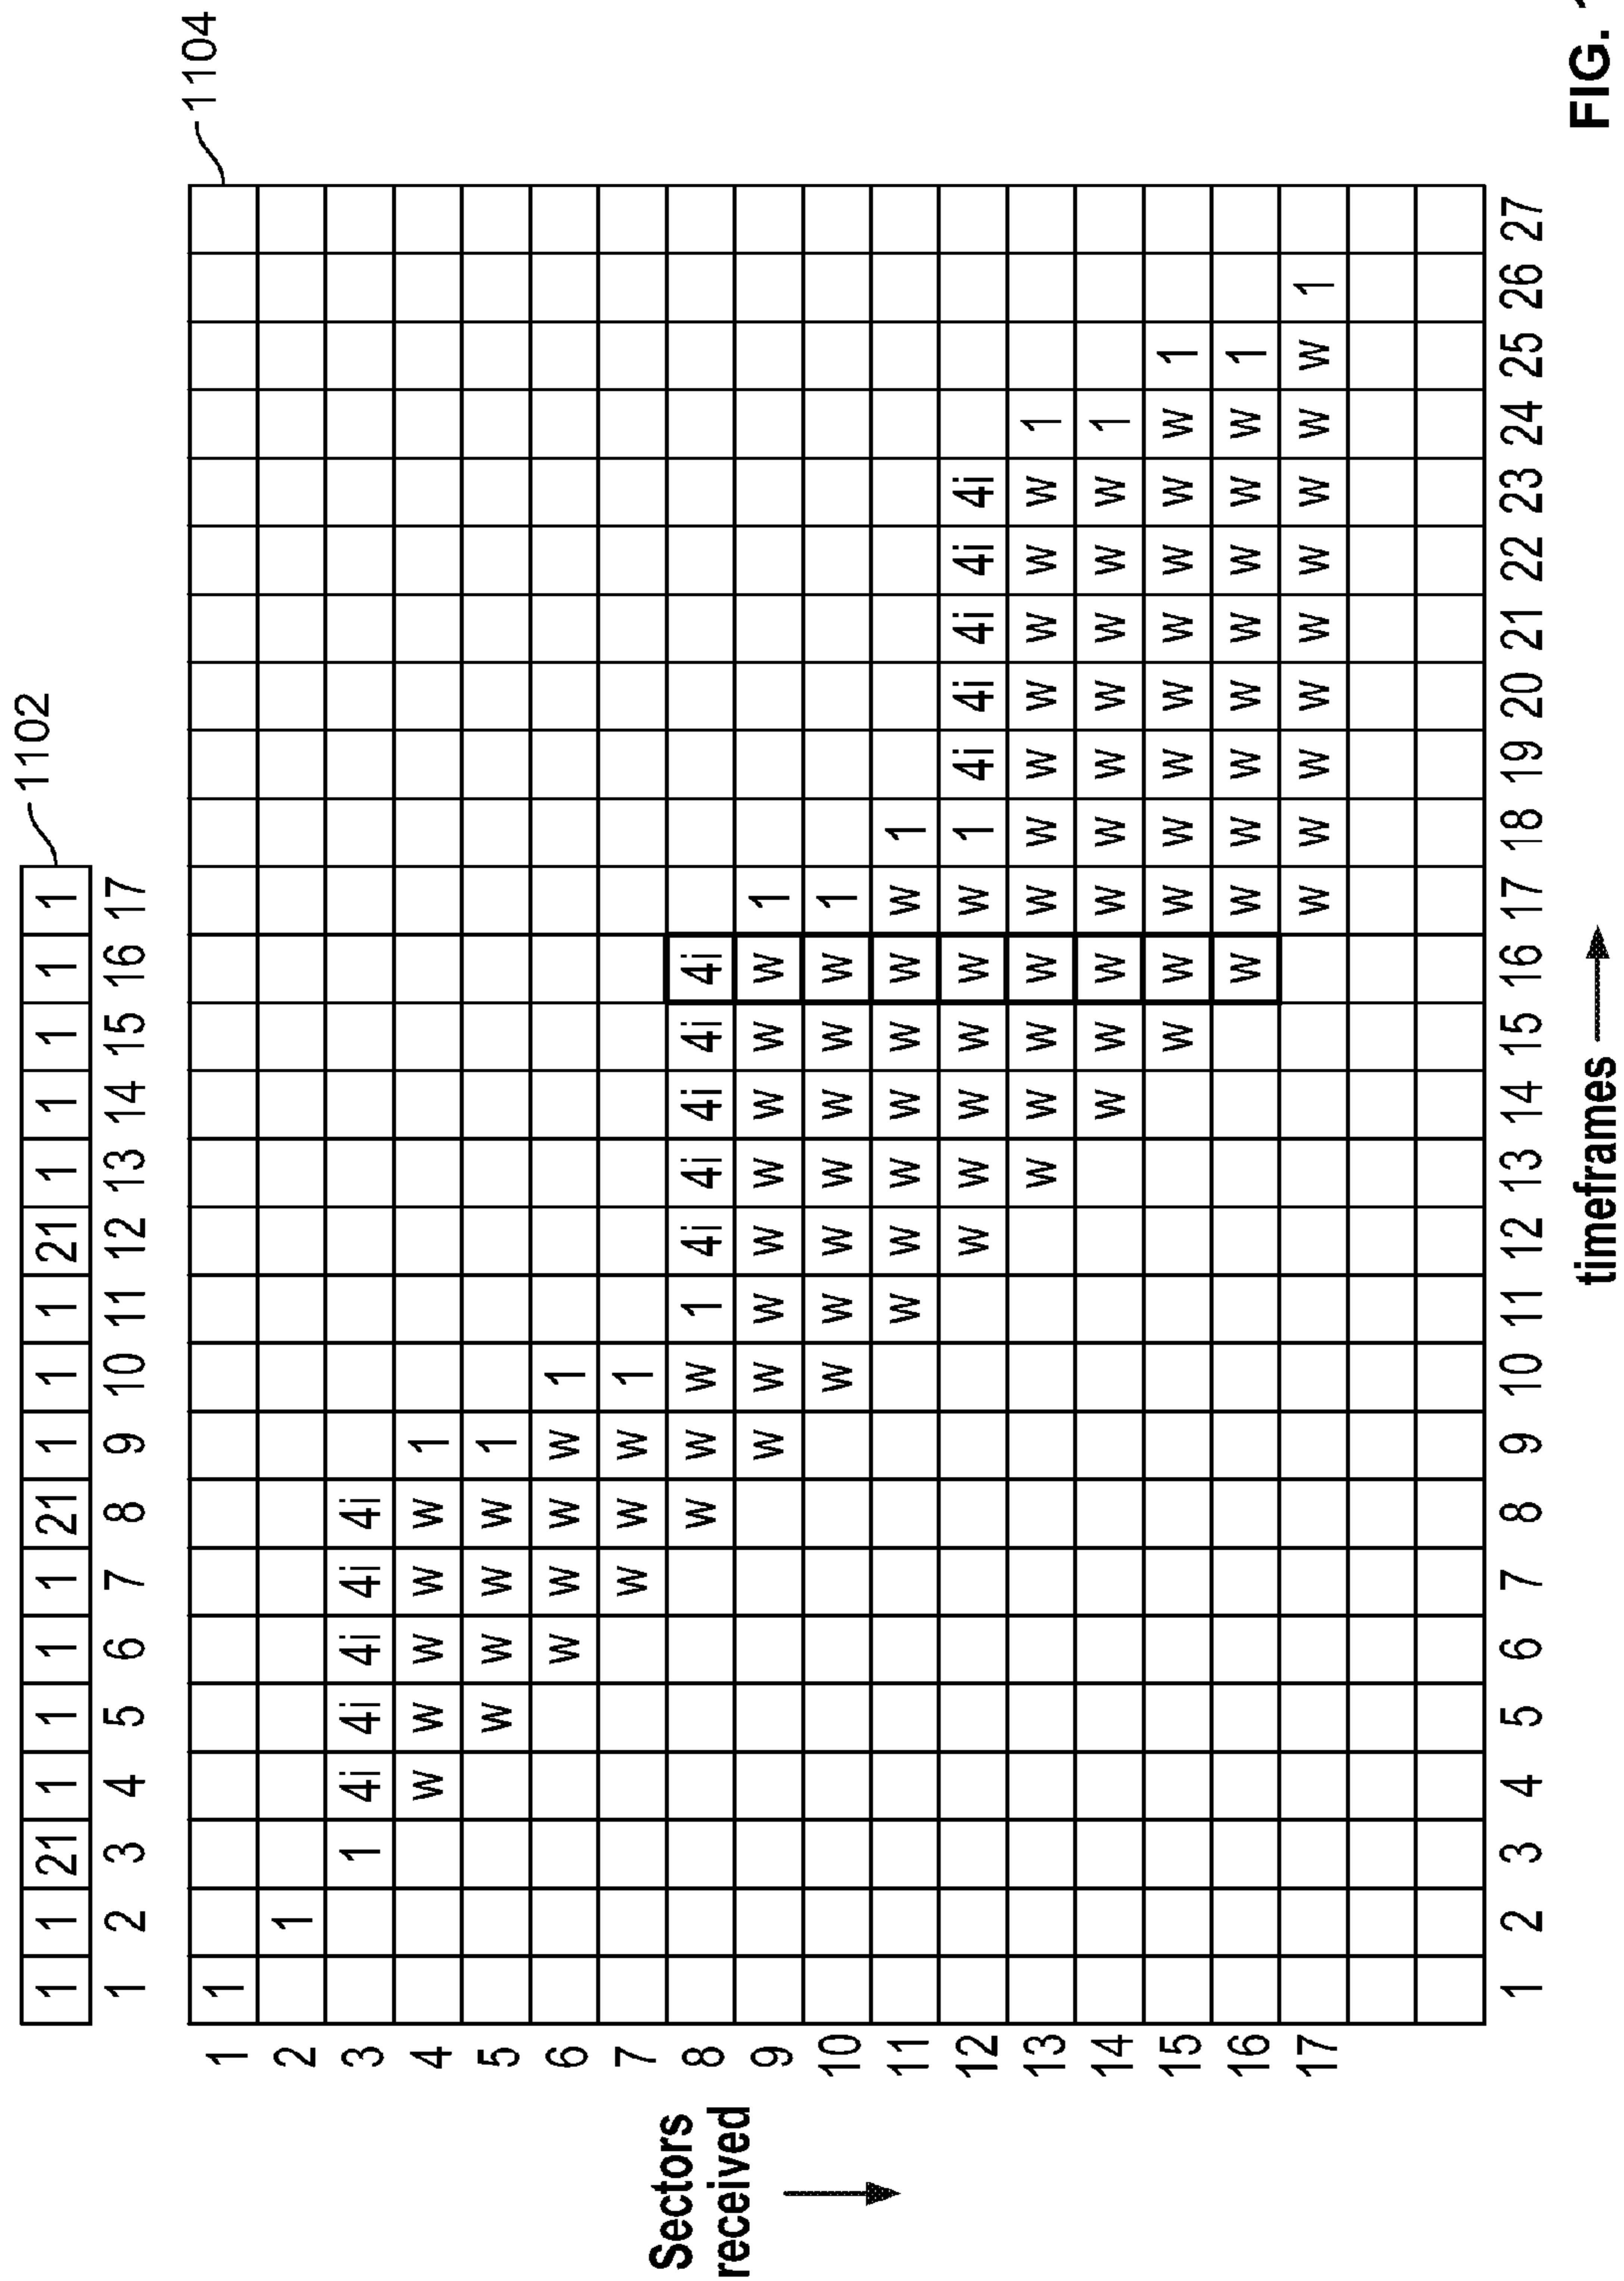 1102
1 1 21 1 1 1 1 21 1 1 1 21 1 1 1 1 1
1 2 3 4 5 6 7 8 9 10 11 12 13 14 15 16 17
1104
1 1
2 1
3 1 4i 4i 4i 4i 4i
4 w w w w w 1
5 w w w w 1
6 w w w w 1
7 w w w 1
8 w w w 1 4i 4i 4i 4i 4i
9 w w w w w w w w 1
10 w w w w w w w 1
11 w w w w w w w 1
12 w w w w w w 1 4i 4i 4i 4i 4i
13 w w w w w w w w w w w 1
14 w w w w w w w w w w 1
15 w w w w w w w w w w 1
16 w w w w w w w w w 1
17 w w w w w w w w w 1
Sectors
received
1 2 3 4 5 6 7 8 9 10 11 12 13 14 15 16 17 18 19 20 21 22 23 24 25 26 27
timeframes
FIG.